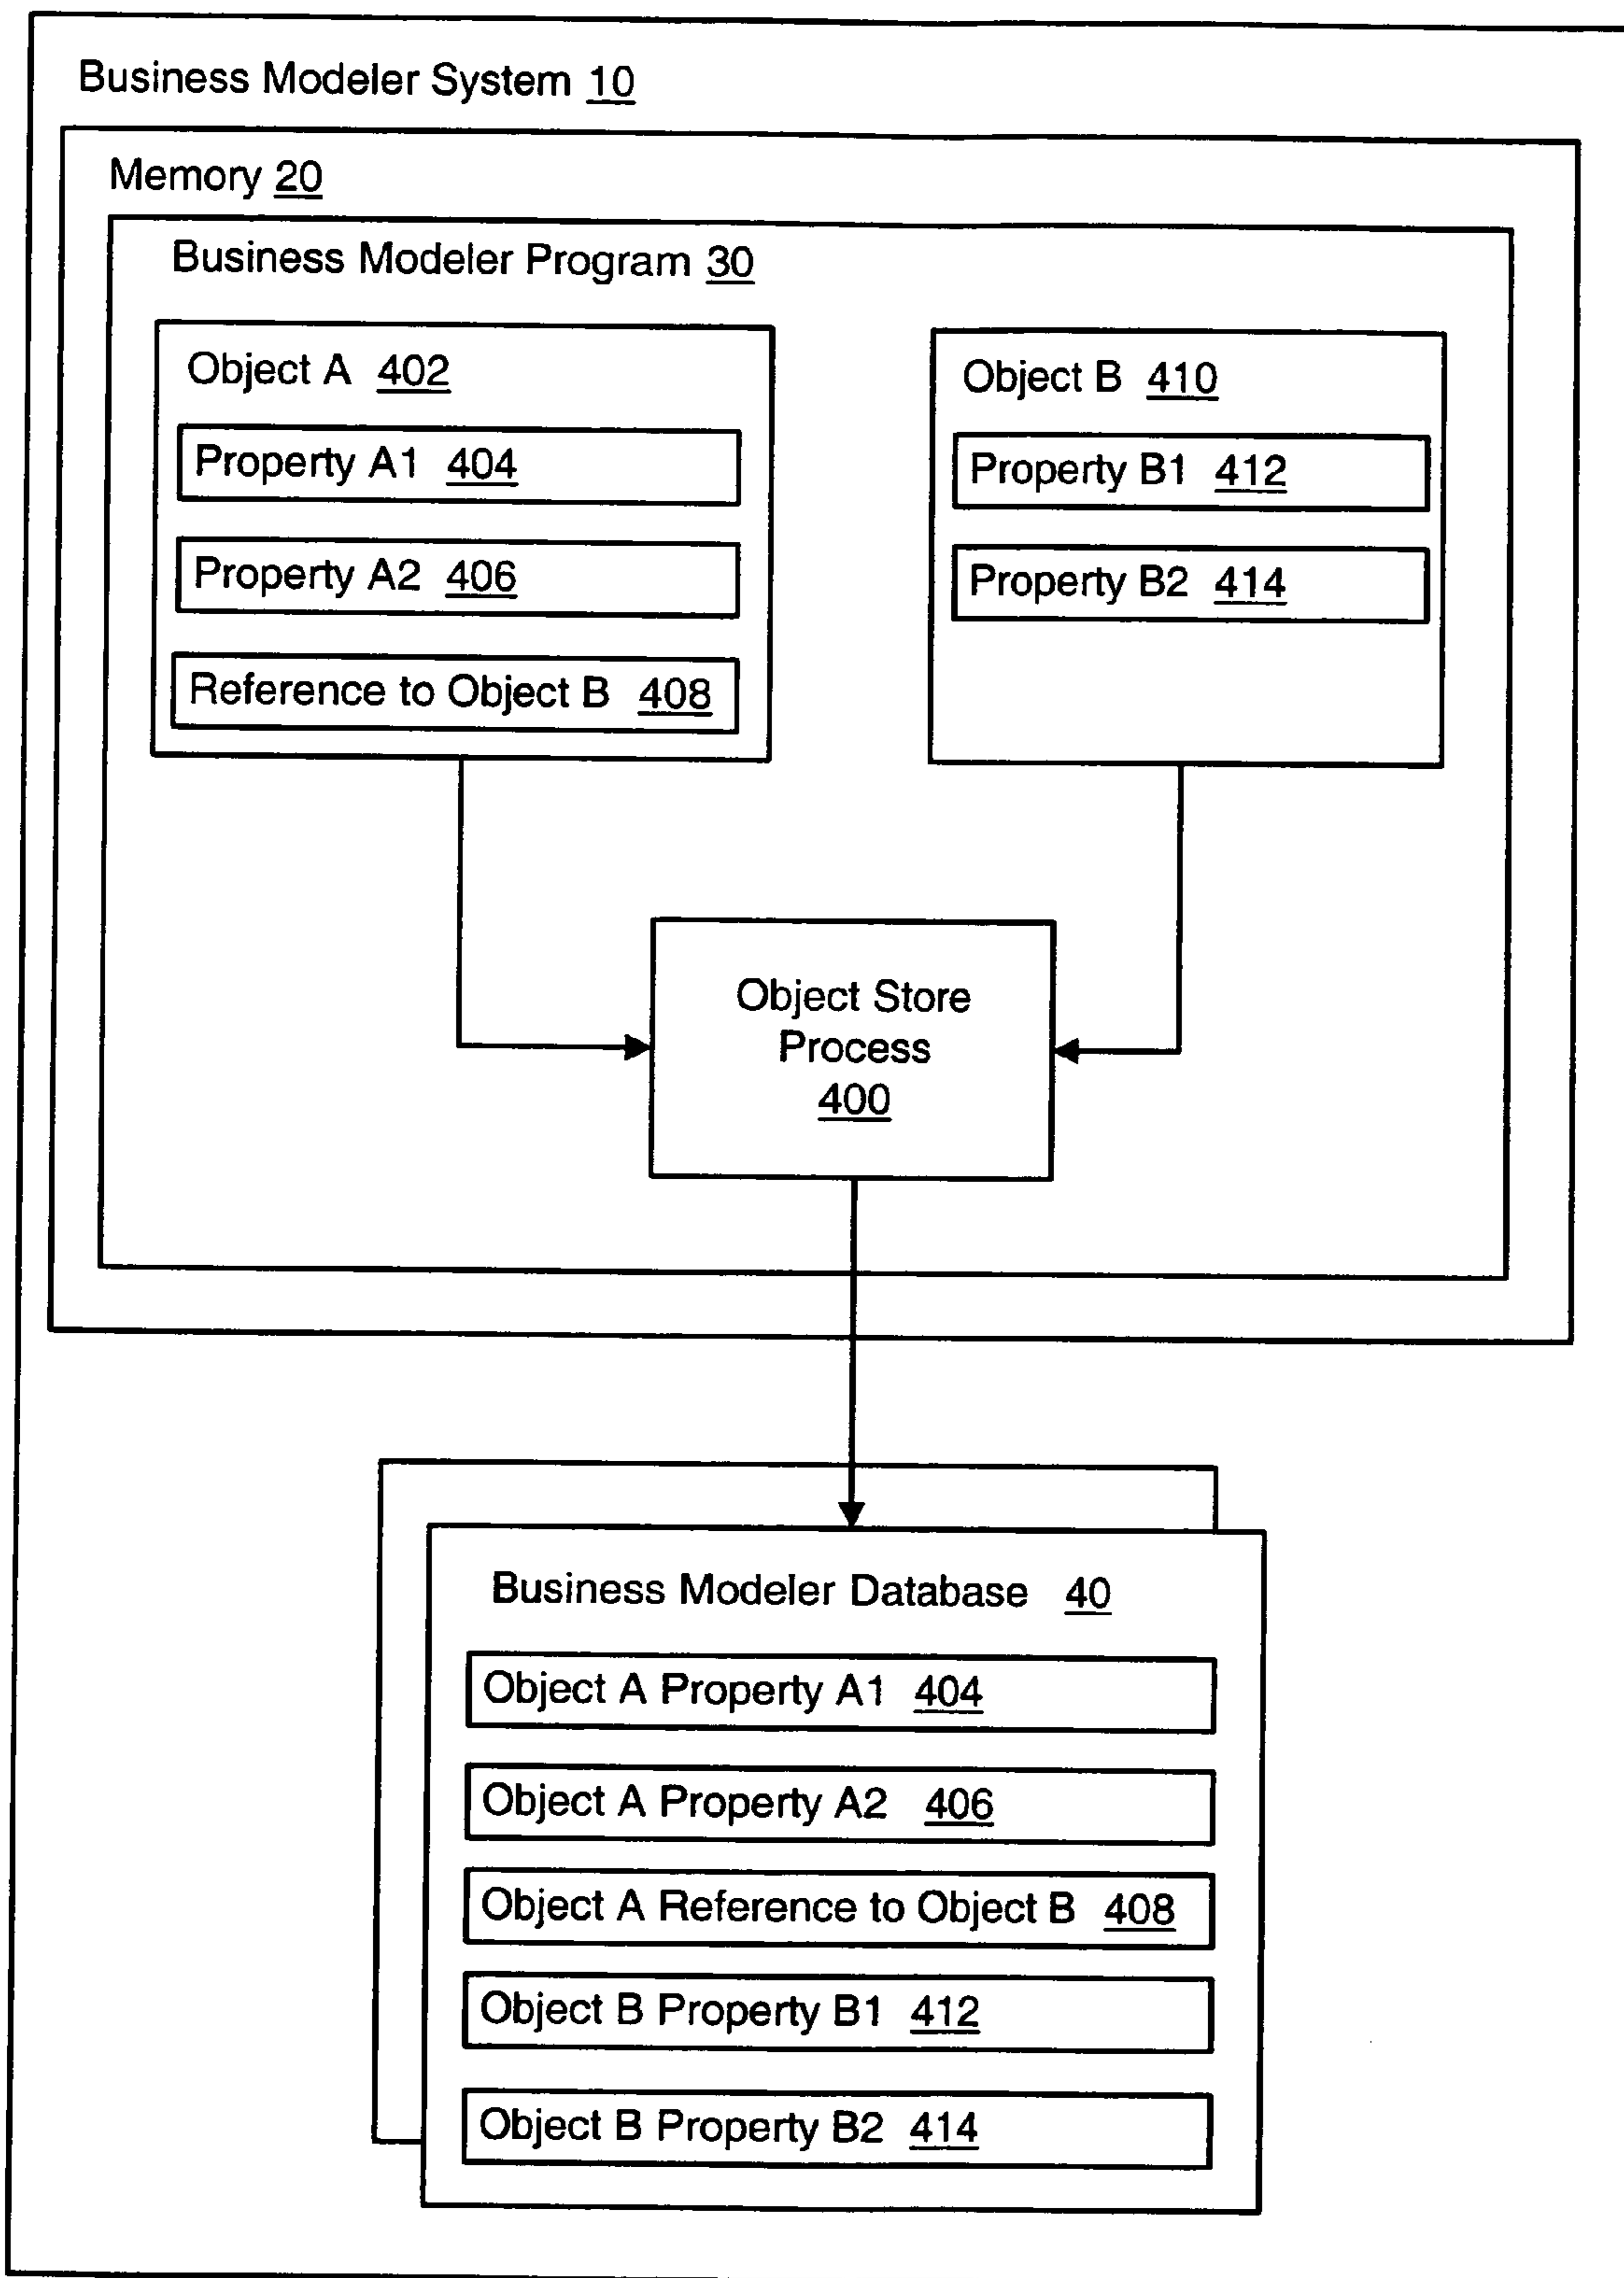 Business Modeler System 10
Memory 20
Business Modeler Program 30
Object A 402
Property A1 404
Property A2 406
Reference to Object B 408
Object B 410
Property B1 412
Property B2 414
Object Store
Process
400
Business Modeler Database 40
Object A Property A1 404
Object A Property A2 406
Object A Reference to Object B 408
Object B Property B1 412
Object B Property B2 414